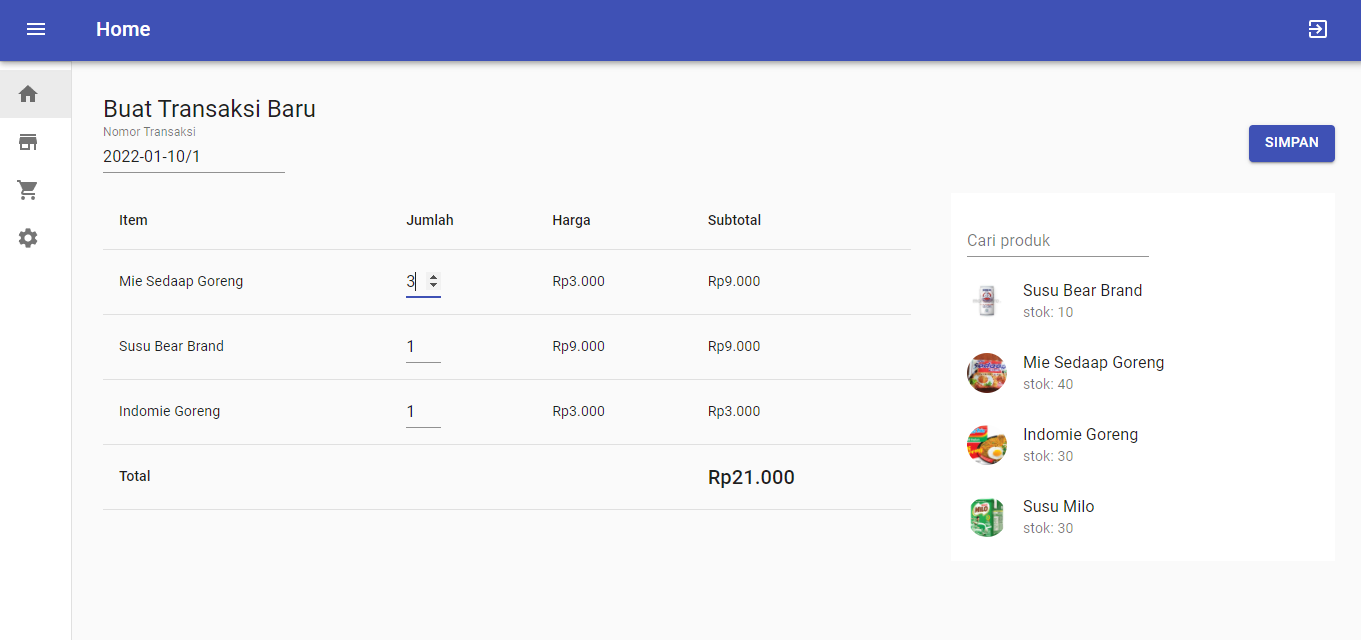 Home
Buat Transaksi Baru
Nomor Transaksi
2022-01-10/1
SIMPAN
Item Jumlah Harga Subtotal
Mie Sedaap Goreng 3 Rp3.000 Rp9.000
Susu Bear Brand 1 Rp9.000 Rp9.000
Indomie Goreng 1 Rp3.000 Rp3.000
Total Rp21.000
Cari produk
Susu Bear Brand
stok: 10
Mie Sedaap Goreng
stok: 40
Indomie Goreng
stok: 30
MILO
Susu Milo
stok: 30